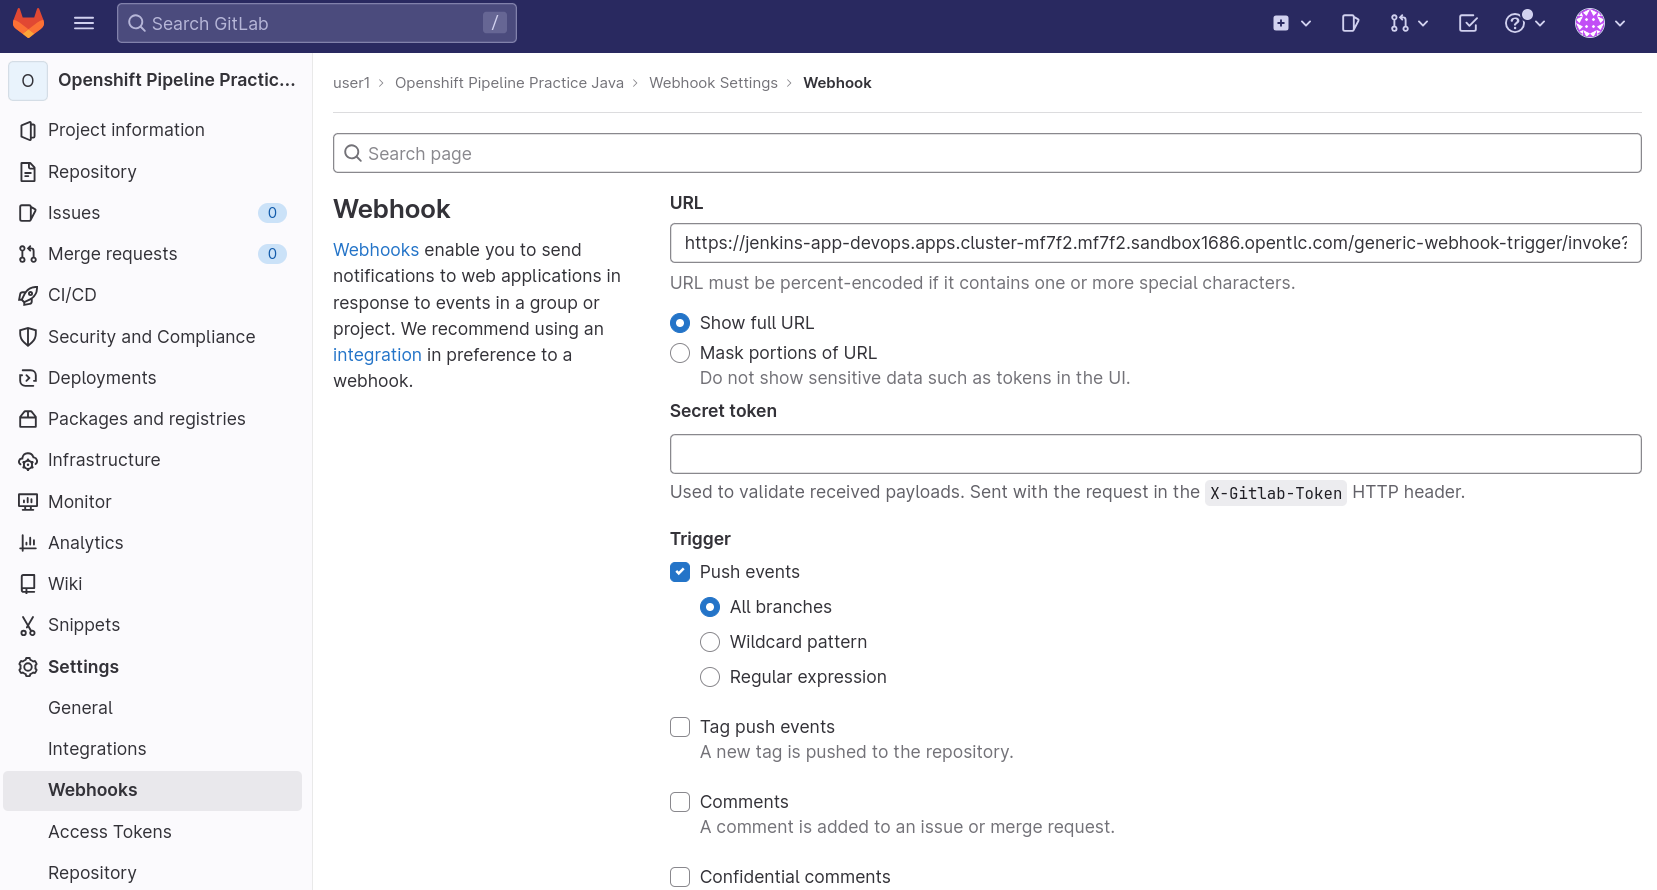 Search GitLab
/
O
Openshift Pipeline Practic...
Project information
Repository
Issues
0
Merge requests
0
CI/CD
Security and Compliance
Deployments
Packages and registries
Infrastructure
Monitor
Analytics
Wiki
Snippets
Settings
General
Integrations
Webhooks
Access Tokens
Repository
user1 > Openshift Pipeline Practice Java > Webhook Settings > Webhook
Search page
Webhook
Webhooks enable you to send
notifications to web applications in
response to events in a group or
project. We recommend using an
integration in preference to a
webhook.
URL
https://jenkins-app-devops.apps.cluster-mf7f2.mf7f2.sandbox1686.opentlc.com/generic-webhook-trigger/invoke?
URL must be percent-encoded if it contains one or more special characters.
Show full URL
Mask portions of URL
Do not show sensitive data such as tokens in the UI.
Secret token
Used to validate received payloads. Sent with the request in the X-Gitlab-Token HTTP header.
Trigger
Push events
All branches
Wildcard pattern
Regular expression
Tag push events
A new tag is pushed to the repository.
Comments
A comment is added to an issue or merge request.
Confidential comments